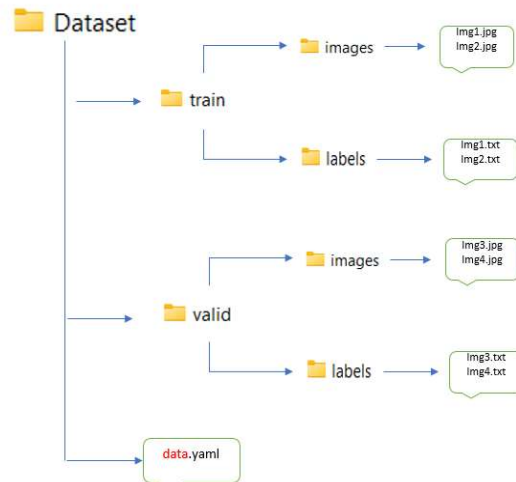 Dataset
images
Img1.jpg
Img2.jpg
train
labels
Img1.txt
Img2.txt
images
Img3.jpg
Img4.jpg
valid
labels
Img3.txt
Img4.txt
data.yaml